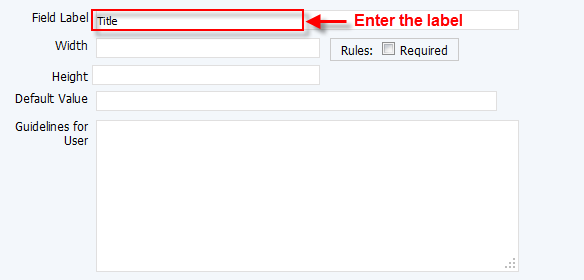 Field Label Title Enter the label
Width Rules: Required
Height
Default Value
Guidelines for
User